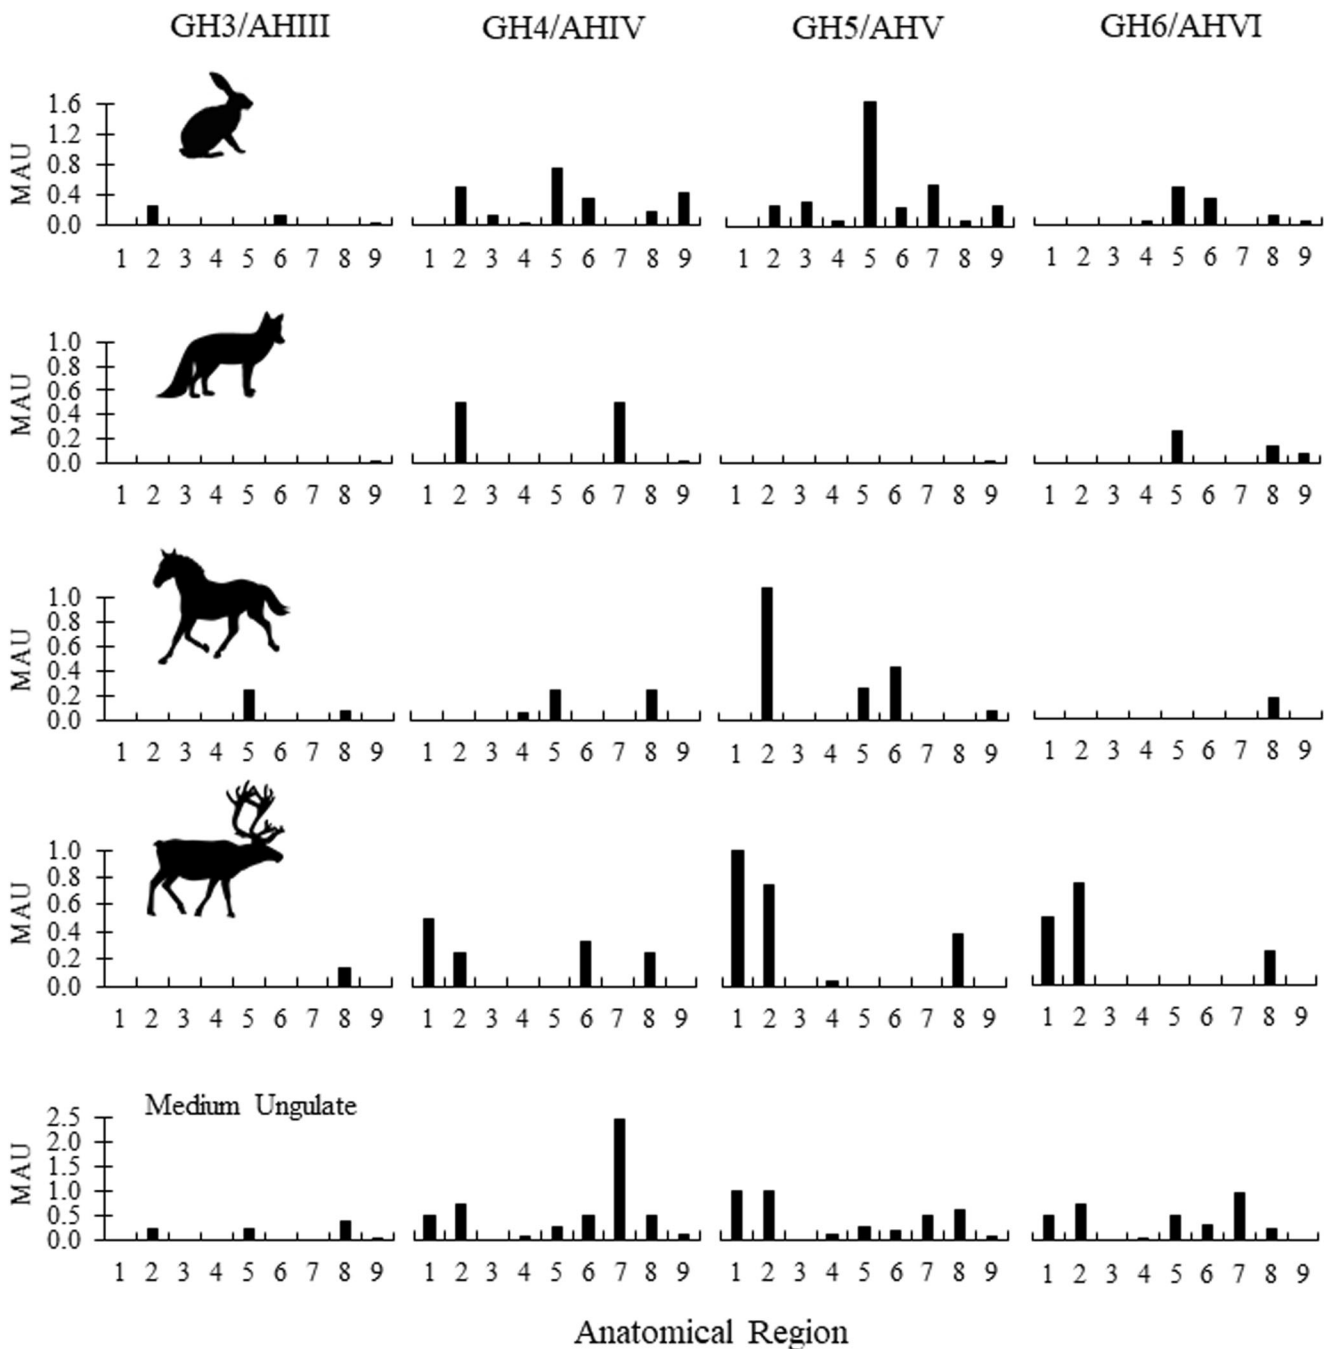 GH3/AHIII GH4/AHIV GH5/AHV GH6/AHVI
MAU
1.6
1.2
0.8
0.4
0.0
1 2 3 4 5 6 7 8 9 1 2 3 4 5 6 7 8 9 1 2 3 4 5 6 7 8 9 1 2 3 4 5 6 7 8 9
MAU
1.0
0.8
0.6
0.4
0.2
0.0
1 2 3 4 5 6 7 8 9 1 2 3 4 5 6 7 8 9 1 2 3 4 5 6 7 8 9 1 2 3 4 5 6 7 8 9
MAU
1.0
0.8
0.6
0.4
0.2
0.0
1 2 3 4 5 6 7 8 9 1 2 3 4 5 6 7 8 9 1 2 3 4 5 6 7 8 9 1 2 3 4 5 6 7 8 9
MAU
1.0
0.8
0.6
0.4
0.2
0.0
1 2 3 4 5 6 7 8 9 1 2 3 4 5 6 7 8 9 1 2 3 4 5 6 7 8 9 1 2 3 4 5 6 7 8 9
Medium Ungulate
MAU
2.5
2.0
1.5
1.0
0.5
0.0
1 2 3 4 5 6 7 8 9 1 2 3 4 5 6 7 8 9 1 2 3 4 5 6 7 8 9 1 2 3 4 5 6 7 8 9
Anatomical Region